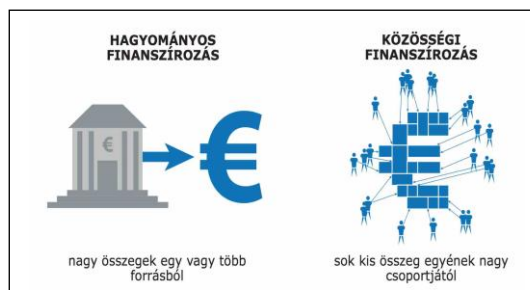 HAGYOMÁNYOS
FINANSZÍROZÁS
€
€
nagy összegek egy vagy több
forrásból
KÖZÖSSÉGI
FINANSZÍROZÁS
sok kis összeg egyének nagy
csoportjától